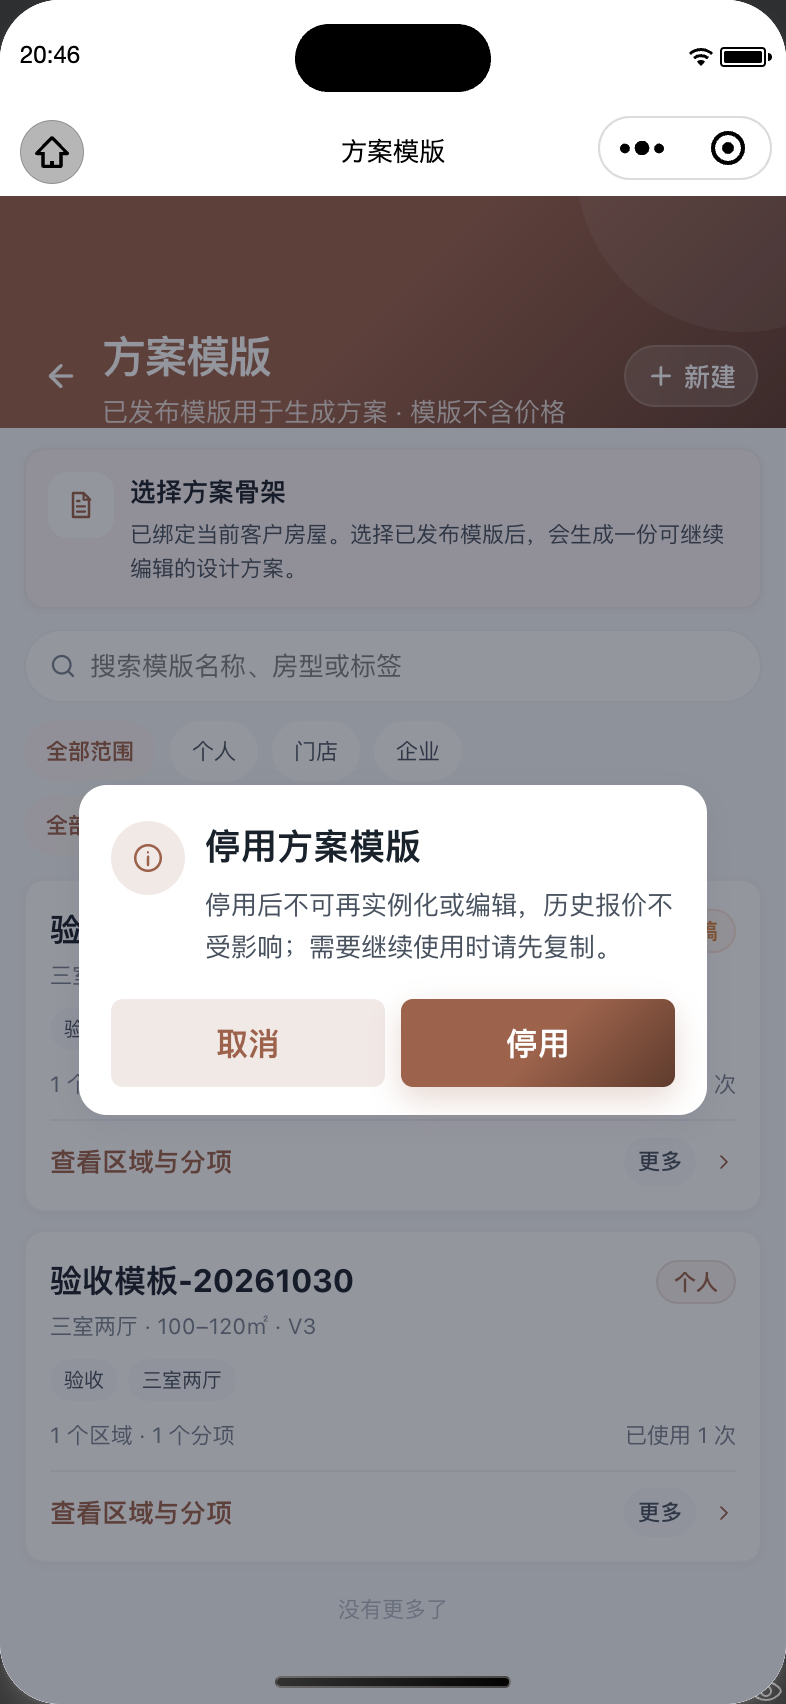 20:46
方案模版
方案模版
已发布模版用于生成方案 · 模版不含价格
新建
选择方案骨架
已绑定当前客户房屋。选择已发布模版后，会生成一份可继续
编辑的设计方案。
搜索模版名称、房型或标签
全部范围
个人
门店
企业
全部
停用方案模版
停用后不可再实例化或编辑，历史报价不
受影响；需要继续使用时请先复制。
取消
停用
验
稿
三
验
1 个
次
查看区域与分项
更多
验收模板-20261030
个人
三室两厅 · 100–120㎡ · V3
验收
三室两厅
1 个区域 · 1 个分项
已使用 1 次
查看区域与分项
更多
没有更多了